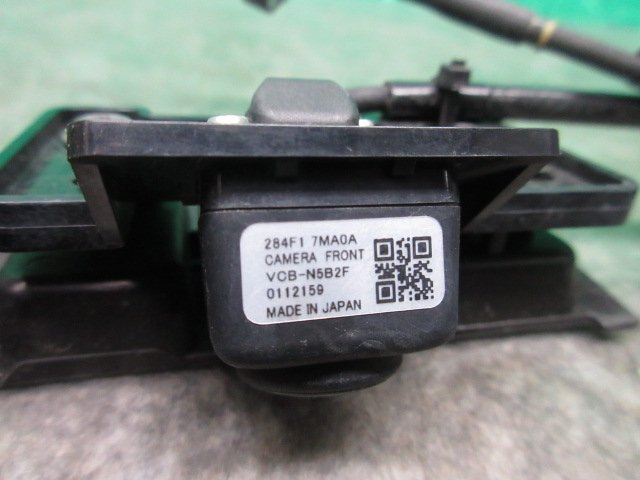 284F1 7MA0A
CAMERA FRONT
VCB-N5B2F
0112159
MADE IN JAPAN